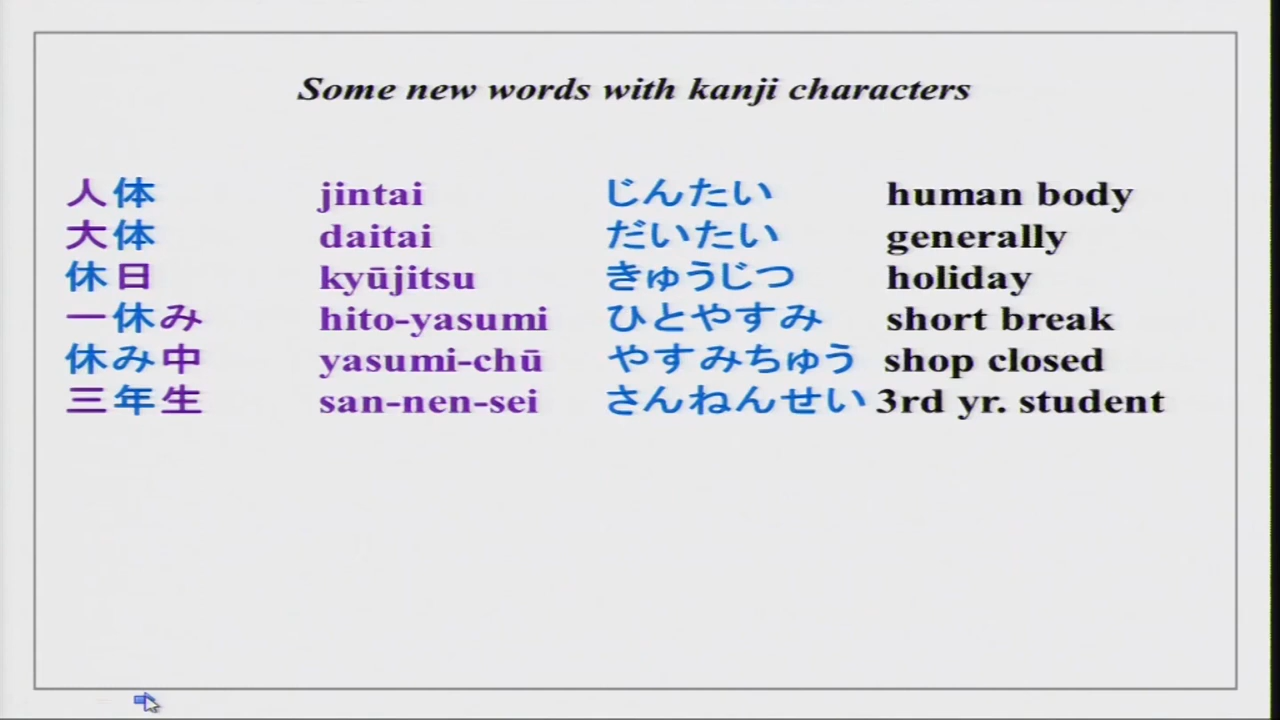 Some new words with kanji characters
人体 jintai じんたい human body
大体 daitai だいたい generally
休日 kyūjitsu きゅうじつ holiday
一休み hito-yasumi ひとやすみ short break
休み中 yasumi-chū やすみちゅう shop closed
三年生 san-nen-sei さんねんせい 3rd yr. student